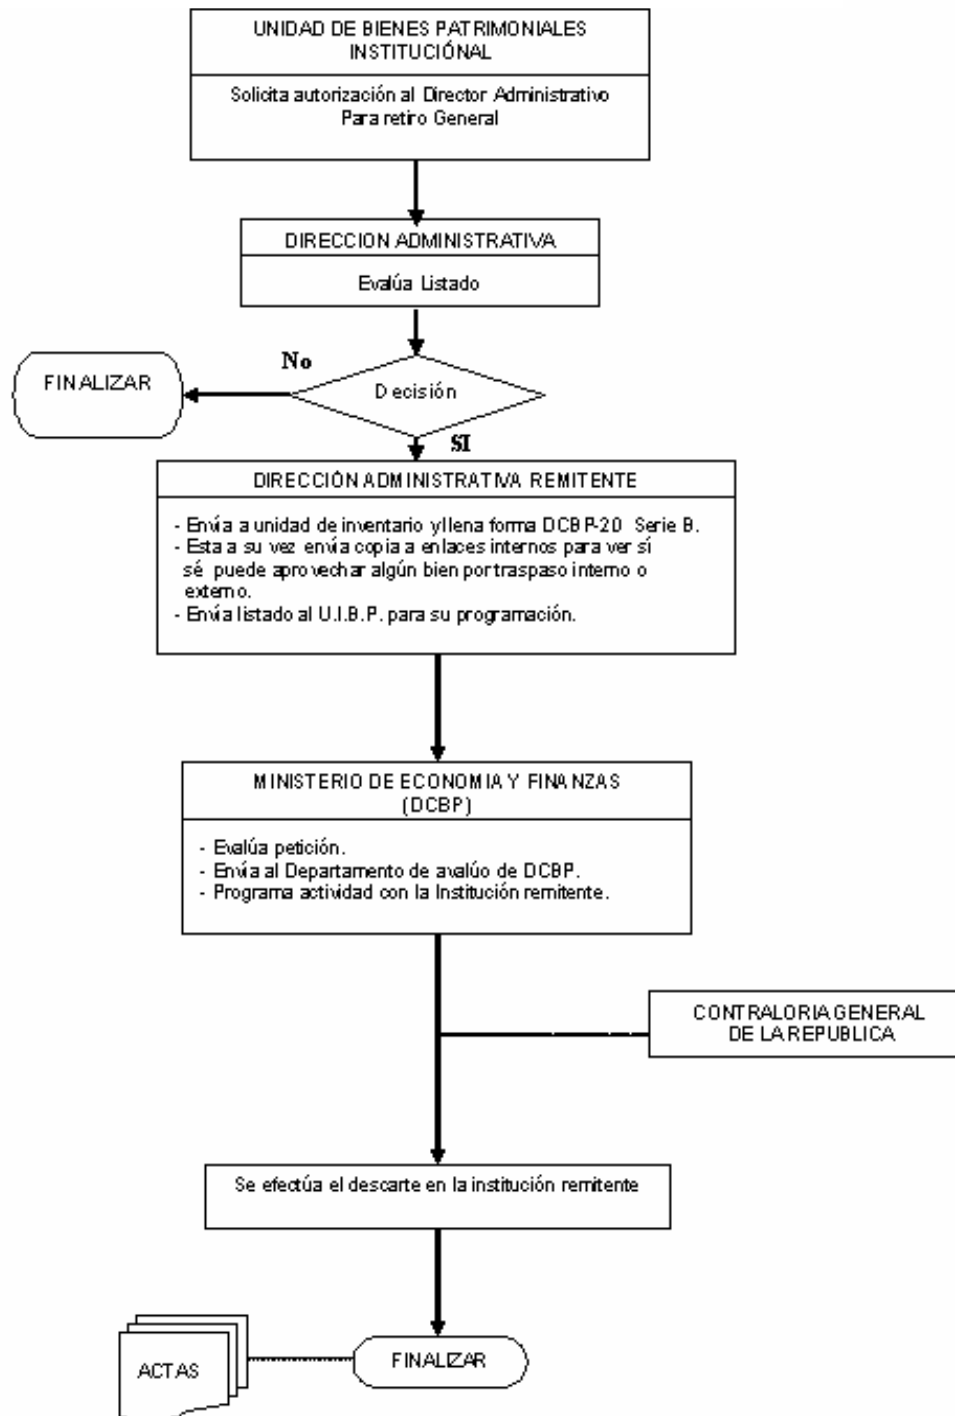 UNIDAD DE BIENES PATRIMONIALES
INSTITUCIÓNAL
Solicita autorización al Director Administrativo
Para retiro General
DIRECCION ADMINISTRATIVA
Evalúa Listado
No
FINALIZAR
Decisión
SI
DIRECCIÓN ADMINISTRATIVA REMITENTE
- Envía a unidad de inventario y llena forma DCBP-20 Serie B.
- Esta a su vez envía copia a enlaces internos para ver sí
sé puede aprovechar algún bien por traspaso interno o
externo.
- Envía listado al U.I.B.P. para su programación.
MINISTERIO DE ECONOMIA Y FINANZAS
(DCBP)
- Evalúa petición.
- Envía al Departamento de avalúo de DCBP.
- Programa actividad con la Institución remitente.
CONTRALORIA GENERAL
DE LA REPUBLICA
Se efectúa el descarte en la institución remitente
ACTAS
FINALIZAR